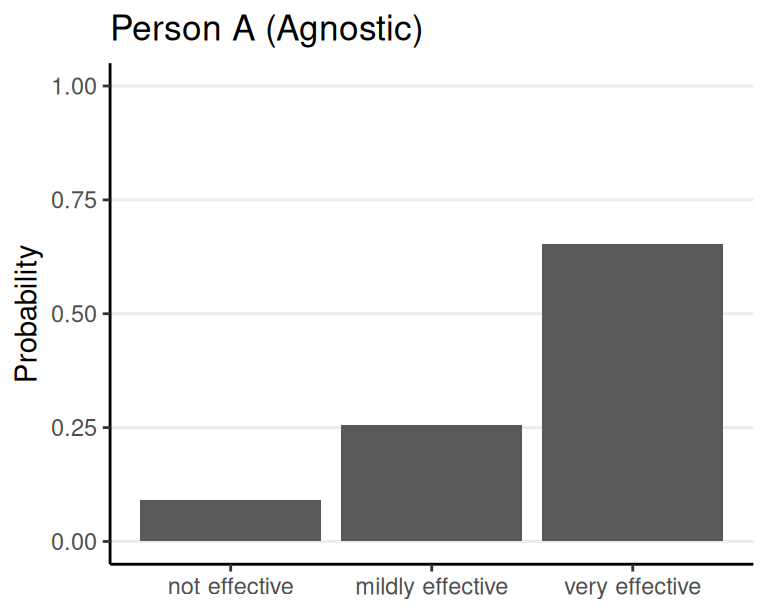 Person A (Agnostic)
1.00
0.75
0.50
0.25
0.00
Probability
not effective
mildly effective
very effective